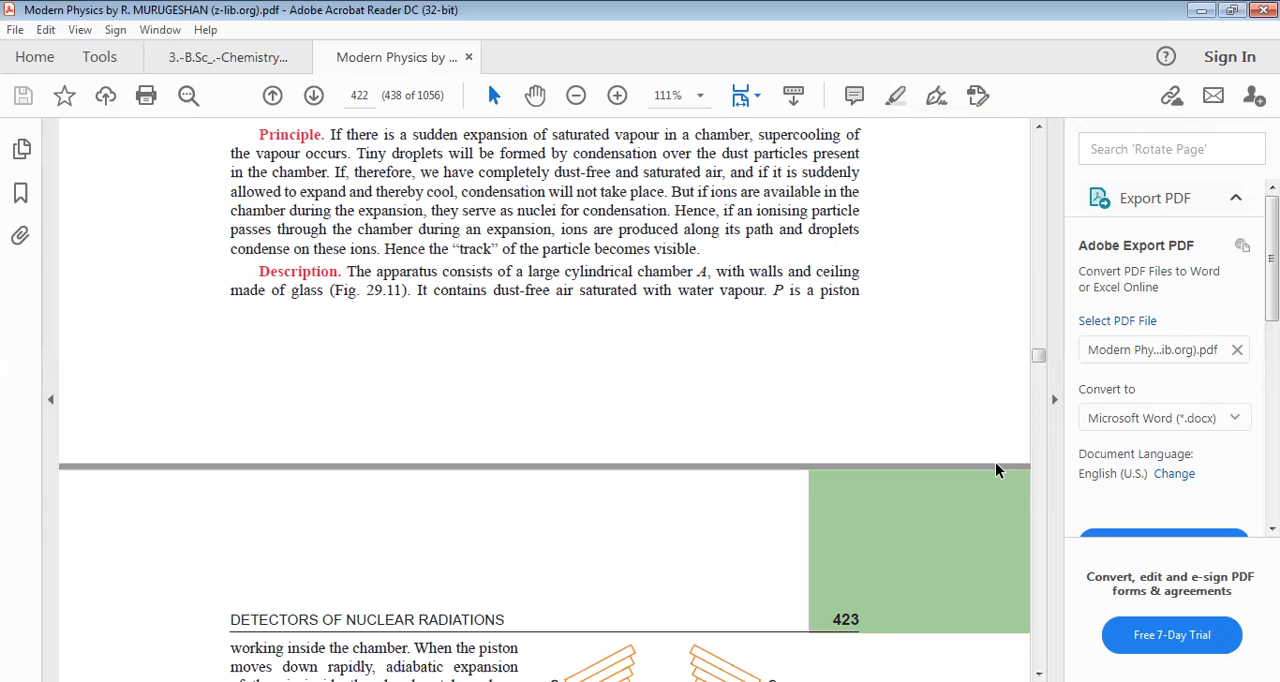 Modern Physics by R. MURUGESHAN (z-lib.org).pdf - Adobe Acrobat Reader DC (32-bit)
File Edit View Sign Window Help
Home Tools 3.-B.Sc_.-Chemistry... Modern Physics by ... × Sign In
422 (438 of 1056) 111%
Principle. If there is a sudden expansion of saturated vapour in a chamber, supercooling of
the vapour occurs. Tiny droplets will be formed by condensation over the dust particles present
in the chamber. If, therefore, we have completely dust-free and saturated air, and if it is suddenly
allowed to expand and thereby cool, condensation will not take place. But if ions are available in the
chamber during the expansion, they serve as nuclei for condensation. Hence, if an ionising particle
passes through the chamber during an expansion, ions are produced along its path and droplets
condense on these ions. Hence the “track” of the particle becomes visible.
Description. The apparatus consists of a large cylindrical chamber A, with walls and ceiling
made of glass (Fig. 29.11). It contains dust-free air saturated with water vapour. P is a piston
DETECTORS OF NUCLEAR RADIATIONS 423
working inside the chamber. When the piston
moves down rapidly, adiabatic expansion
Search 'Rotate Page'
Export PDF
Adobe Export PDF
Convert PDF Files to Word
or Excel Online
Select PDF File
Modern Phy...ib.org).pdf
Convert to
Microsoft Word (*.docx)
Document Language:
English (U.S.) Change
Convert, edit and e-sign PDF
forms & agreements
Free 7-Day Trial